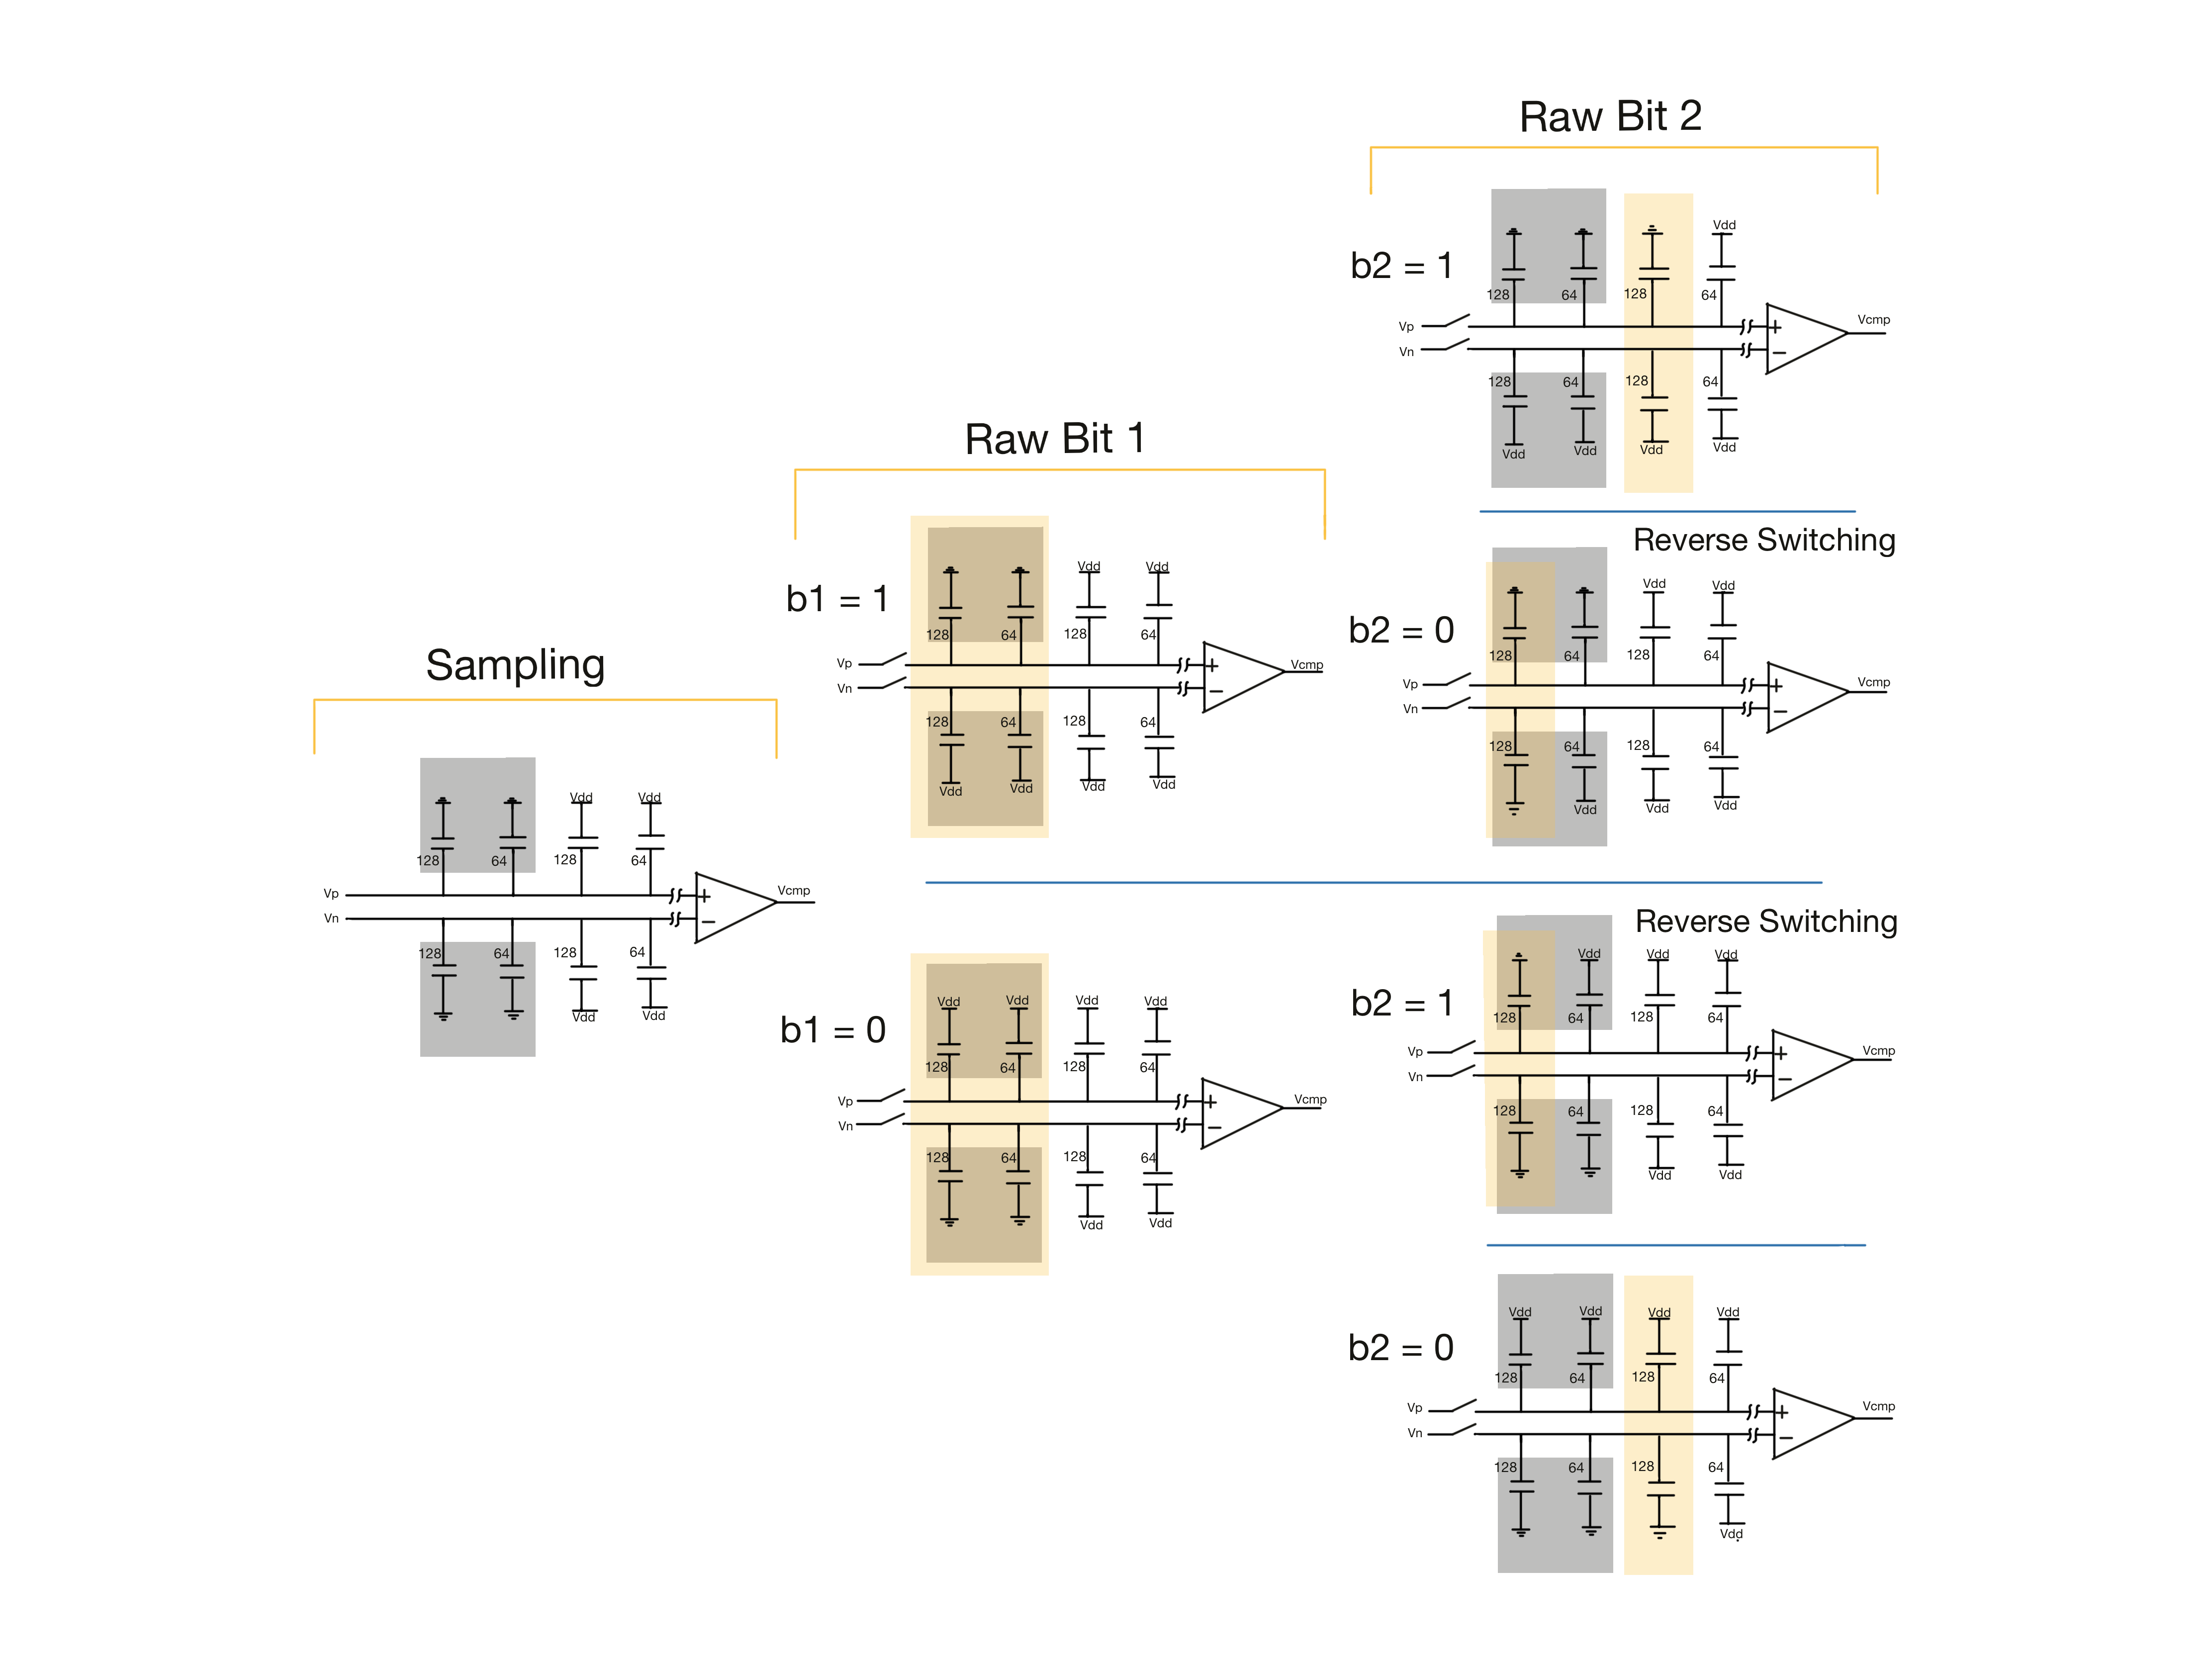 Sampling
Vdd Vdd
128 64 128 64
Vp
Vcmp
Vn
128 64 128 64
Vdd Vdd
Raw Bit 1
b1 = 1
Vdd Vdd
128 64 128 64
Vp
Vcmp
Vn
128 64 128 64
Vdd Vdd Vdd Vdd
b1 = 0
Vdd Vdd Vdd Vdd
128 64 128 64
Vp
Vcmp
Vn
128 64 128 64
Vdd Vdd
Raw Bit 2
b2 = 1
Vdd
128 64 128 64
Vp
Vcmp
Vn
128 64 128 64
Vdd Vdd Vdd Vdd
Reverse Switching
b2 = 0
Vdd Vdd
128 64 128 64
Vp
Vcmp
Vn
128 64 128 64
Vdd Vdd Vdd
Reverse Switching
b2 = 1
Vdd Vdd Vdd
128 64 128 64
Vp
Vcmp
Vn
128 64 128 64
Vdd Vdd
b2 = 0
Vdd Vdd Vdd Vdd
128 64 128 64
Vp
Vcmp
Vn
128 64 128 64
Vdd